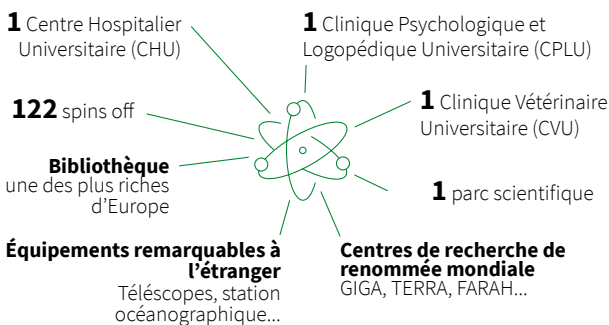 1 Centre Hospitalier
Universitaire (CHU)
1 Clinique Psychologique et
Logopédique Universitaire (CPLU)
122 spins off
1 Clinique Vétérinaire
Universitaire (CVU)
Bibliothèque
une des plus riches
d'Europe
1 parc scientifique
Équipements remarquables à
l'étranger
Téléscopes, station
océanographique...
Centres de recherche de
renommée mondiale
GIGA, TERRA, FARAH...